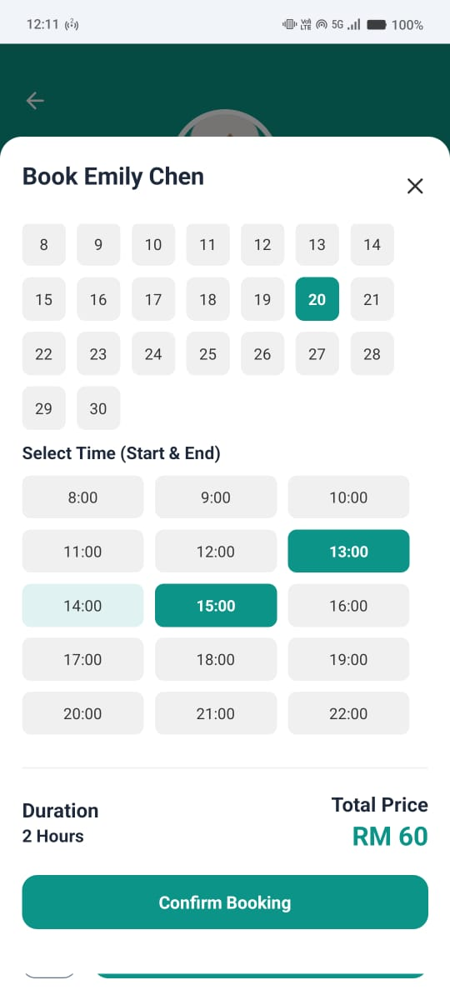 12:11
5G 100%
Book Emily Chen
8 9 10 11 12 13 14
15 16 17 18 19 20 21
22 23 24 25 26 27 28
29 30
Select Time (Start & End)
8:00 9:00 10:00
11:00 12:00 13:00
14:00 15:00 16:00
17:00 18:00 19:00
20:00 21:00 22:00
Duration
Total Price
2 Hours
RM 60
Confirm Booking